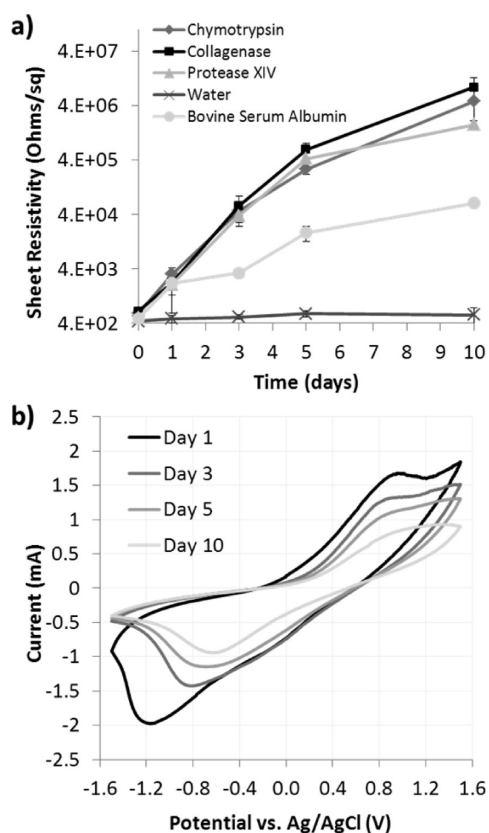 a)
Chymotrypsin
Collagenase
Protease XIV
Water
Bovine Serum Albumin
Sheet Resistivity (Ohms/sq)
4.E+07
4.E+06
4.E+05
4.E+04
4.E+03
4.E+02
0 1 2 3 4 5 6 7 8 9 10
Time (days)
b)
Day 1
Day 3
Day 5
Day 10
Current (mA)
2.5
2
1.5
1
0.5
0
-0.5
-1
-1.5
-2
-2.5
-1.6 -1.2 -0.8 -0.4 0.0 0.4 0.8 1.2 1.6
Potential vs. Ag/AgCl (V)